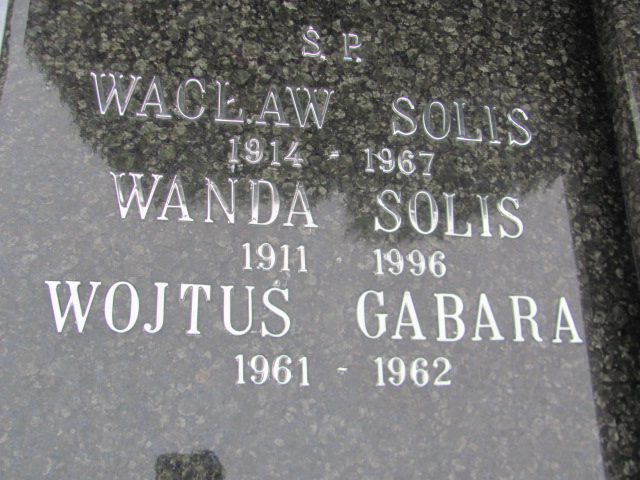 Ś. P.
WACŁAW SOLIS
1914 - 1967
WANDA SOLIS
1911 - 1996
WOJTUŚ GABARA
1961 - 1962